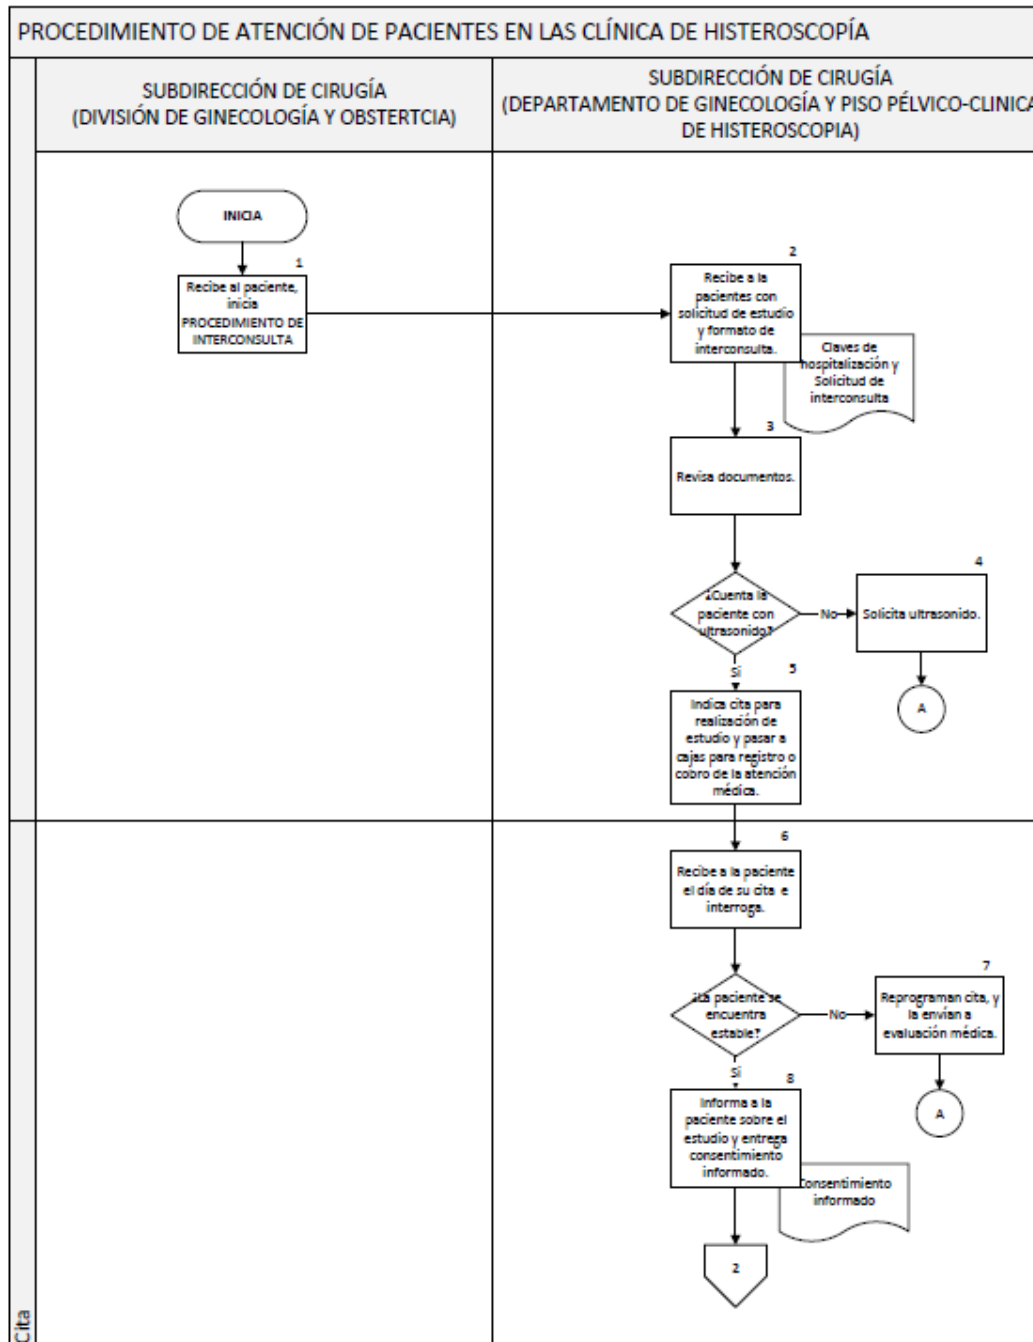 PROCEDIMIENTO DE ATENCIÓN DE PACIENTES EN LAS CLÍNICA DE HISTEROSCOPÍA
SUBDIRECCIÓN DE CIRUGÍA
(DIVISIÓN DE GINECOLOGÍA Y OBSTERTCIA)
SUBDIRECCIÓN DE CIRUGÍA
(DEPARTAMENTO DE GINECOLOGÍA Y PISO PÉLVICO-CLINICA
DE HISTEROSCOPIA)
INICIA
1
Recibe al paciente,
inicia
PROCEDIMIENTO DE
INTERCONSULTA
2
Recibe a la
pacientes con
solicitud de estudio
y formato de
interconsulta.
Claves de
hospitalización y
Solicitud de
interconsulta
3
Revisa documentos.
¿Cuenta la
paciente con
ultrasonido?
No
4
Solicita ultrasonido.
A
Si
5
Indica cita para
realización de
estudio y pasar a
cajas para registro o
cobro de la atención
médica.
6
Recibe a la paciente
el día de su cita e
interroga.
¿La paciente se
encuentra
estable?
No
7
Reprograman cita, y
la envían a
evaluación médica.
A
Si
8
Informa a la
paciente sobre el
estudio y entrega
consentimiento
informado.
Consentimiento
informado
2
Cita